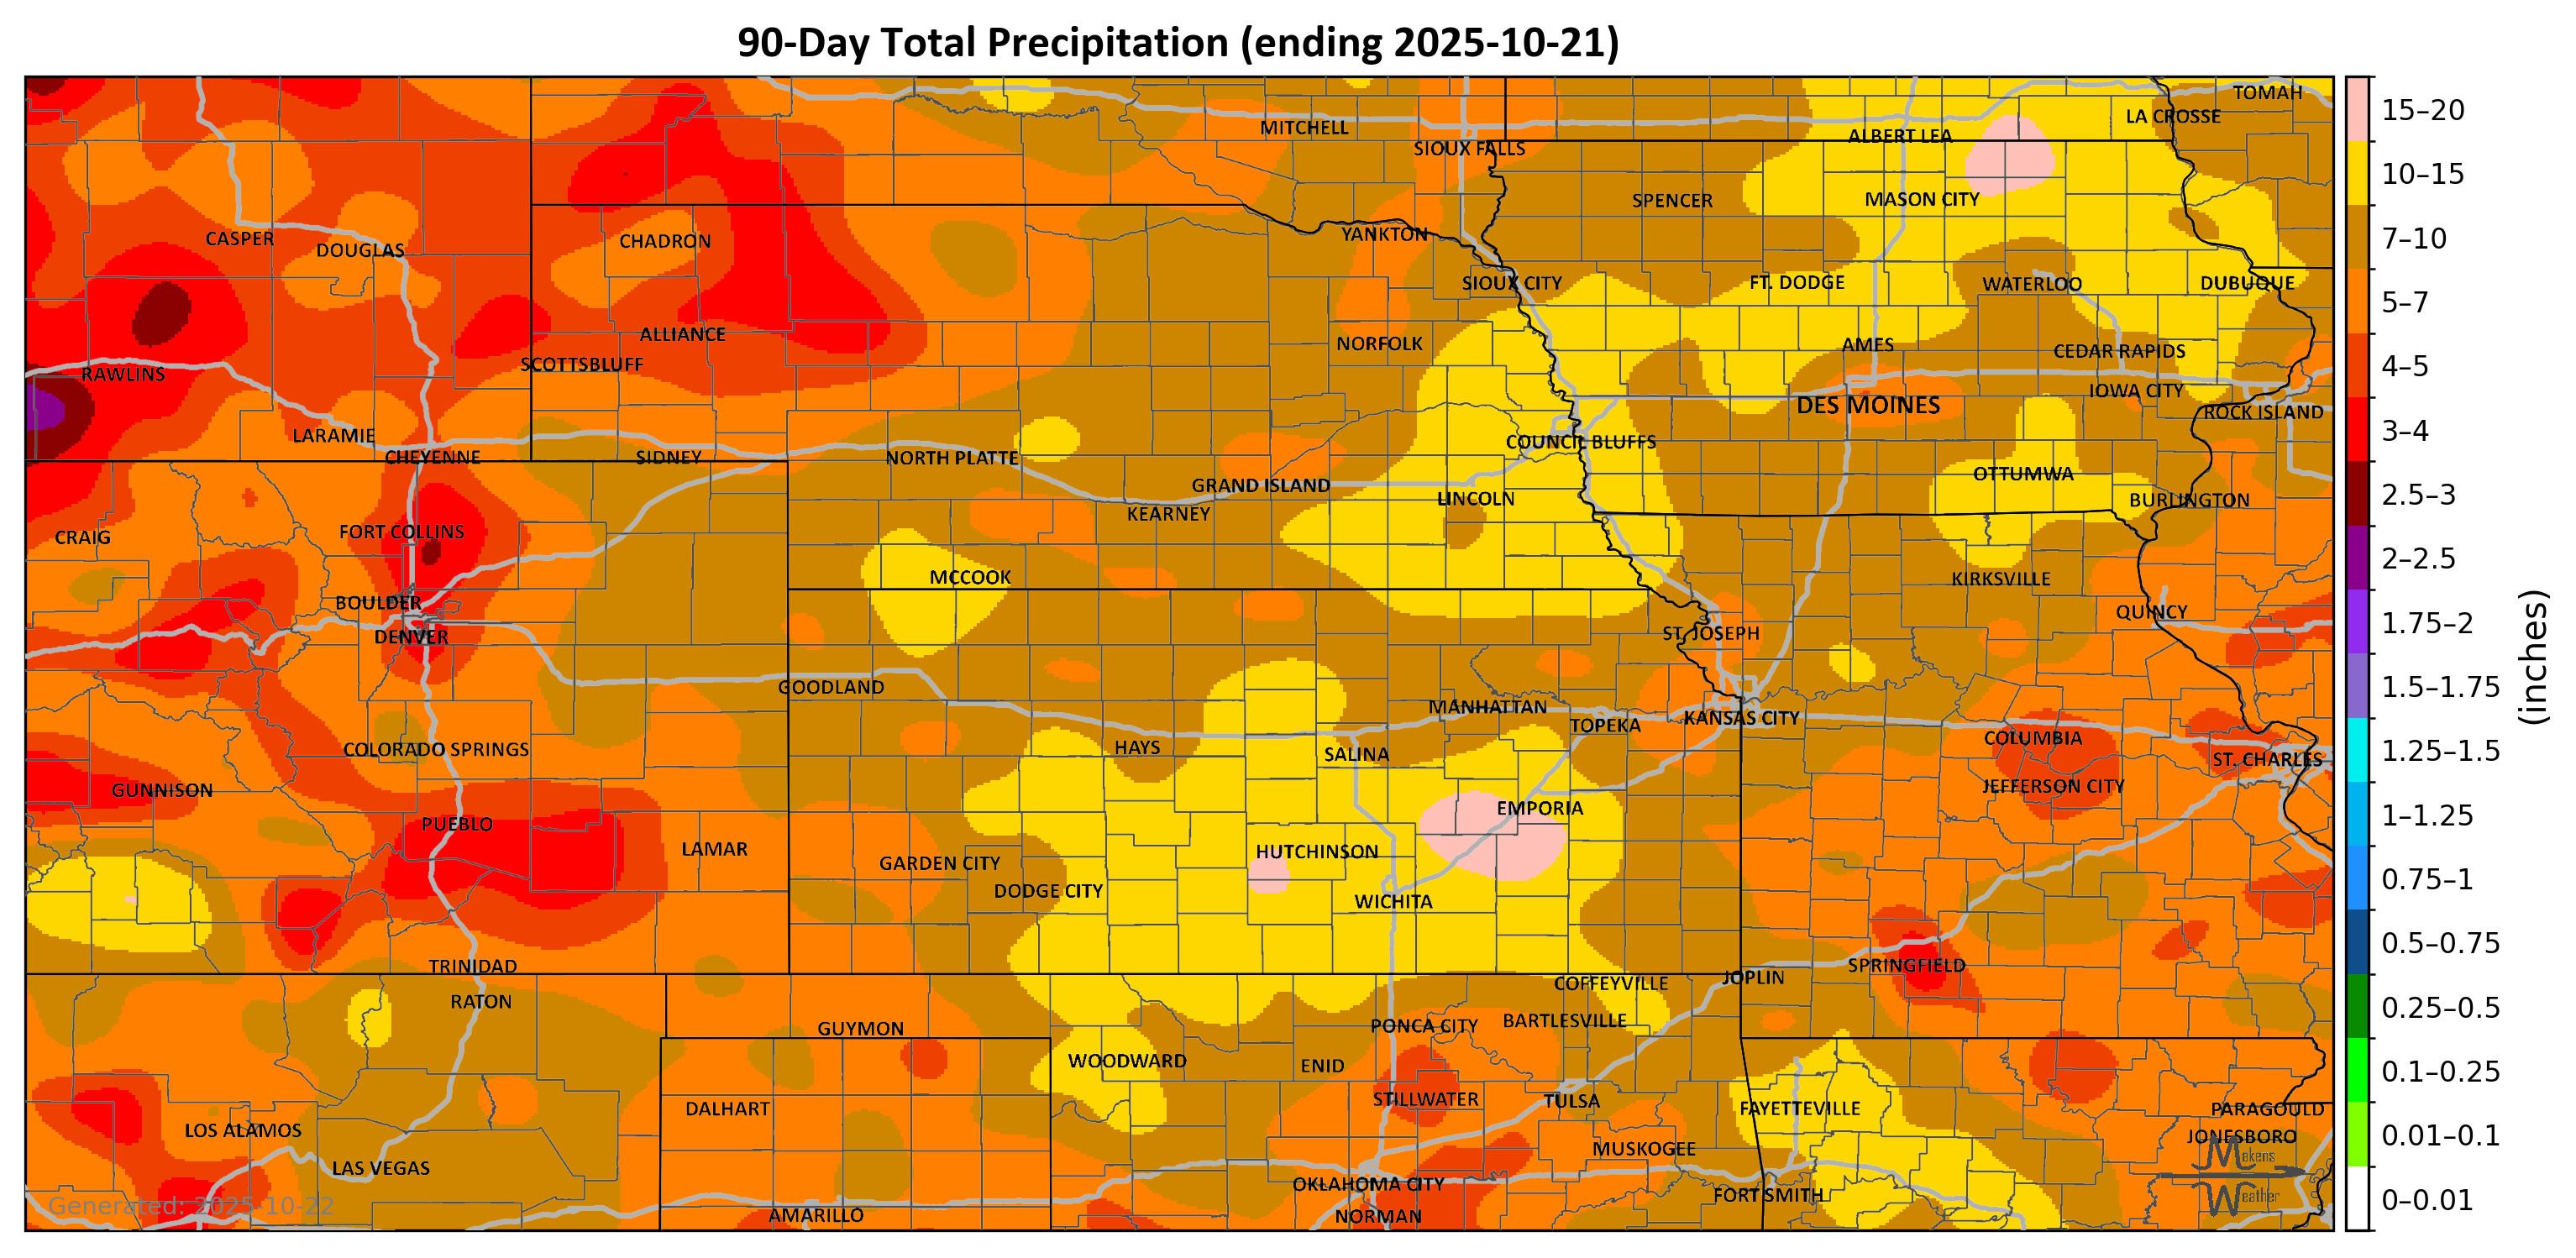 90-Day Total Precipitation (ending 2025-10-21)
TOMAH
LA CROSSE
MITCHELL
ALBERT LEA
SIOUX FALLS
SPENCER
MASON CITY
CASPER
DOUGLAS
CHADRON
YANKTON
SIOUX CITY
FT. DODGE
WATERLOO
DUBUQUE
ALLIANCE
NORFOLK
AMES
CEDAR RAPIDS
SCOTTSBLUFF
RAWLINS
IOWA CITY
DES MOINES
ROCK ISLAND
LARAMIE
COUNCIL BLUFFS
CHEYENNE
SIDNEY
NORTH PLATTE
OTTUMWA
GRAND ISLAND
LINCOLN
BURLINGTON
KEARNEY
CRAIG
FORT COLLINS
MCCOOK
KIRKSVILLE
BOULDER
QUINCY
DENVER
ST. JOSEPH
GOODLAND
MANHATTAN
TOPEKA
KANSAS CITY
COLORADO SPRINGS
HAYS
SALINA
COLUMBIA
ST. CHARLES
GUNNISON
JEFFERSON CITY
EMPORIA
PUEBLO
LAMAR
GARDEN CITY
HUTCHINSON
DODGE CITY
WICHITA
TRINIDAD
SPRINGFIELD
JOPLIN
COFFEYVILLE
RATON
GUYMON
PONCA CITY
BARTLESVILLE
WOODWARD
ENID
DALHART
STILLWATER
TULSA
FAYETTEVILLE
PARAGOULD
LOS ALAMOS
JONESBORO
MUSKOGEE
LAS VEGAS
OKLAHOMA CITY
FORT SMITH
AMARILLO
NORMAN
Generated: 2025-10-22
Makens
Weather
15–20
10–15
7–10
5–7
4–5
3–4
2.5–3
2–2.5
1.75–2
1.5–1.75
1.25–1.5
1–1.25
0.75–1
0.5–0.75
0.25–0.5
0.1–0.25
0.01–0.1
0–0.01
(inches)